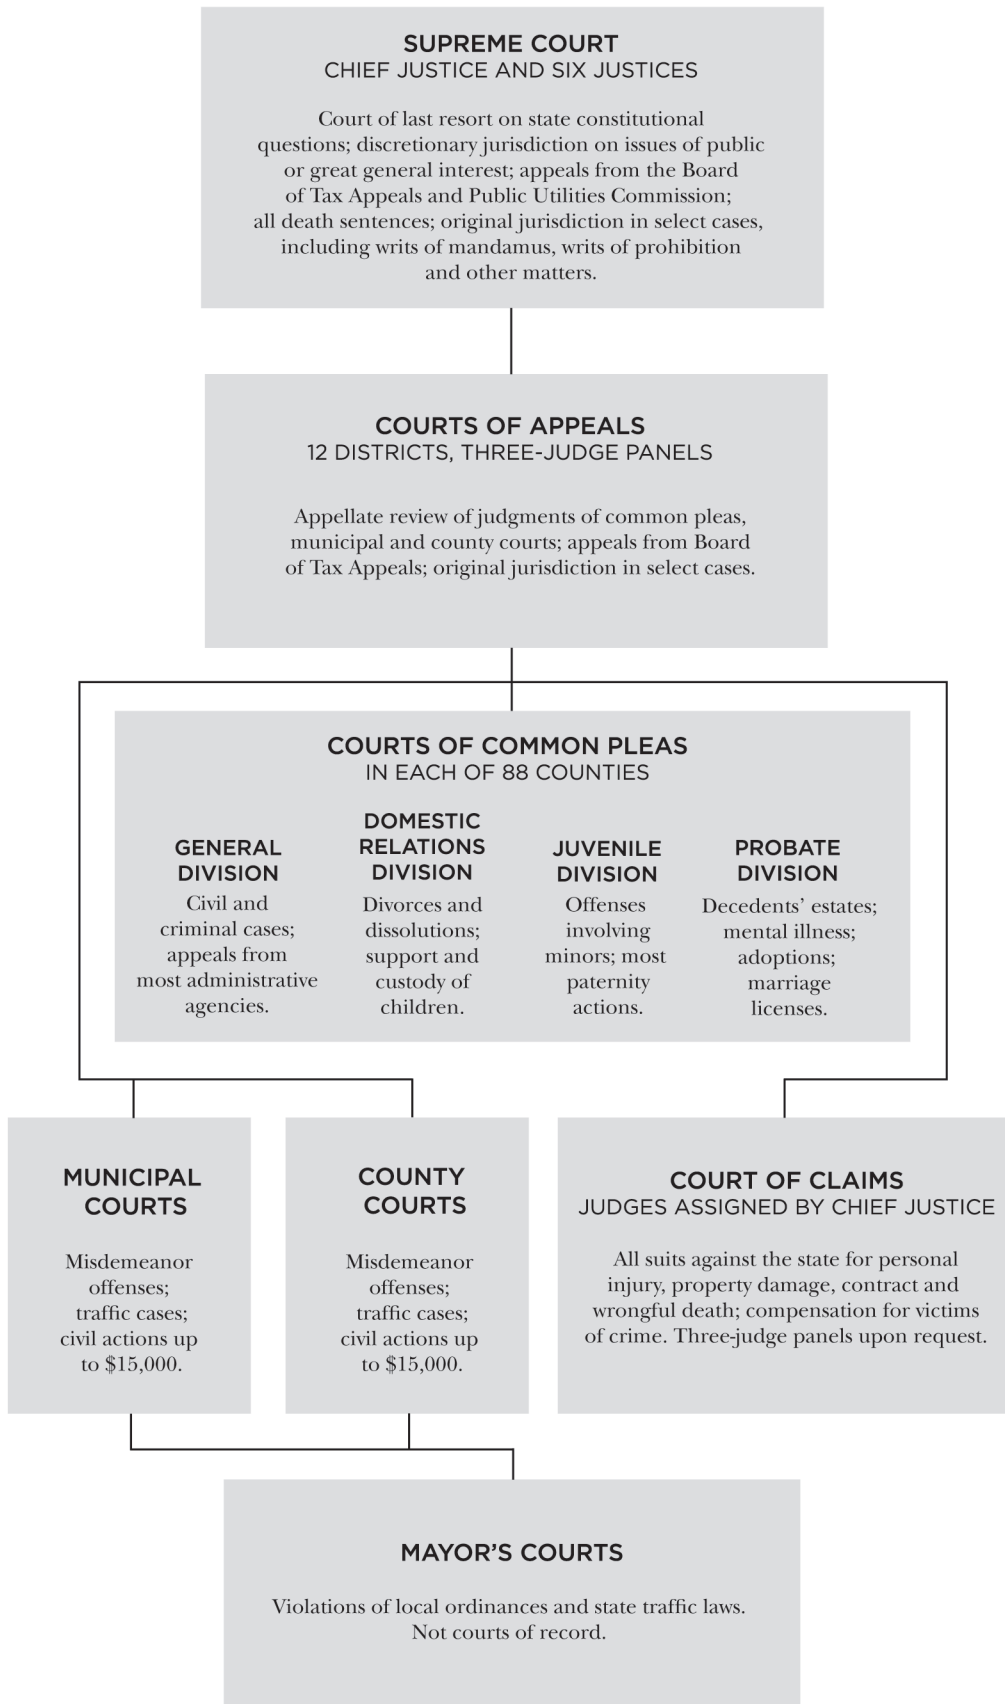 SUPREME COURT
CHIEF JUSTICE AND SIX JUSTICES
Court of last resort on state constitutional
questions; discretionary jurisdiction on issues of public
or great general interest; appeals from the Board
of Tax Appeals and Public Utilities Commission;
all death sentences; original jurisdiction in select cases,
including writs of mandamus, writs of prohibition
and other matters.
COURTS OF APPEALS
12 DISTRICTS, THREE-JUDGE PANELS
Appellate review of judgments of common pleas,
municipal and county courts; appeals from Board
of Tax Appeals; original jurisdiction in select cases.
COURTS OF COMMON PLEAS
IN EACH OF 88 COUNTIES
GENERAL
DIVISION
Civil and
criminal cases;
appeals from
most administrative
agencies.
DOMESTIC
RELATIONS
DIVISION
Divorces and
dissolutions;
support and
custody of
children.
JUVENILE
DIVISION
Offenses
involving
minors; most
paternity
actions.
PROBATE
DIVISION
Decedents’ estates;
mental illness;
adoptions;
marriage
licenses.
MUNICIPAL
COURTS
Misdemeanor
offenses;
traffic cases;
civil actions up
to $15,000.
COUNTY
COURTS
Misdemeanor
offenses;
traffic cases;
civil actions up
to $15,000.
COURT OF CLAIMS
JUDGES ASSIGNED BY CHIEF JUSTICE
All suits against the state for personal
injury, property damage, contract and
wrongful death; compensation for victims
of crime. Three-judge panels upon request.
MAYOR’S COURTS
Violations of local ordinances and state traffic laws.
Not courts of record.